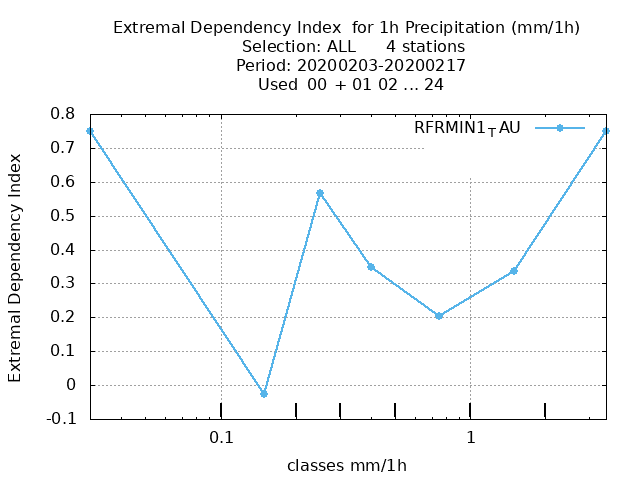 Extremal Dependency Index  for 1h Precipitation (mm/1h)
Selection: ALL      4 stations
Period: 20200203-20200217
Used  00  + 01 02 ... 24
RFRMIN1_TAU
0.8
0.7
0.6
0.5
0.4
0.3
0.2
0.1
0
-0.1
Extremal Dependency Index
0.1
1
classes mm/1h